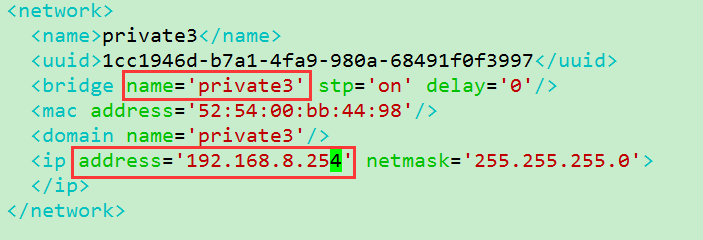 <network>
<name>private3</name>
<uuid>1cc1946d-b7a1-4fa9-980a-68491f0f3997</uuid>
<bridge name='private3' stp='on' delay='0'/>
<mac address='52:54:00:bb:44:98'/>
<domain name='private3'/>
<ip address='192.168.8.254' netmask='255.255.255.0'>
</ip>
</network>